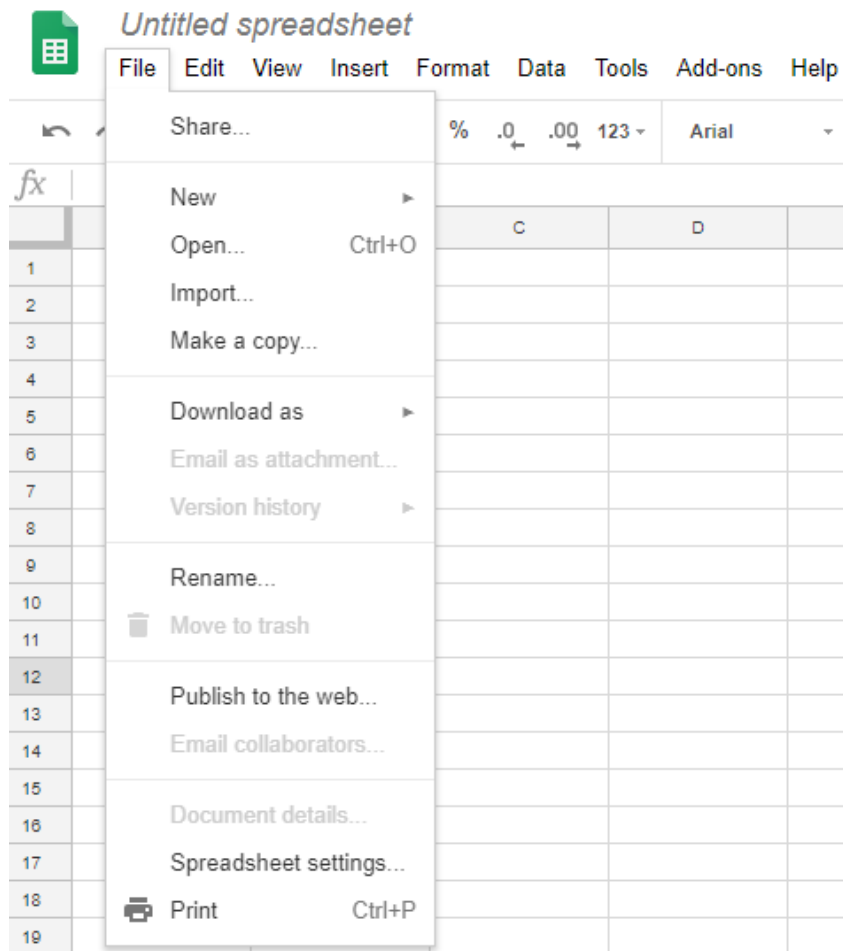 Untitled spreadsheet
File Edit View Insert Format Data Tools Add-ons Help
% .0 .00 123 Arial
fx
Share...
New
Open... Ctrl+O
Import...
Make a copy...
Download as
Email as attachment...
Version history
Rename...
Move to trash
Publish to the web...
Email collaborators...
Document details...
Spreadsheet settings...
Print Ctrl+P
C D
1
2
3
4
5
6
7
8
9
10
11
12
13
14
15
16
17
18
19